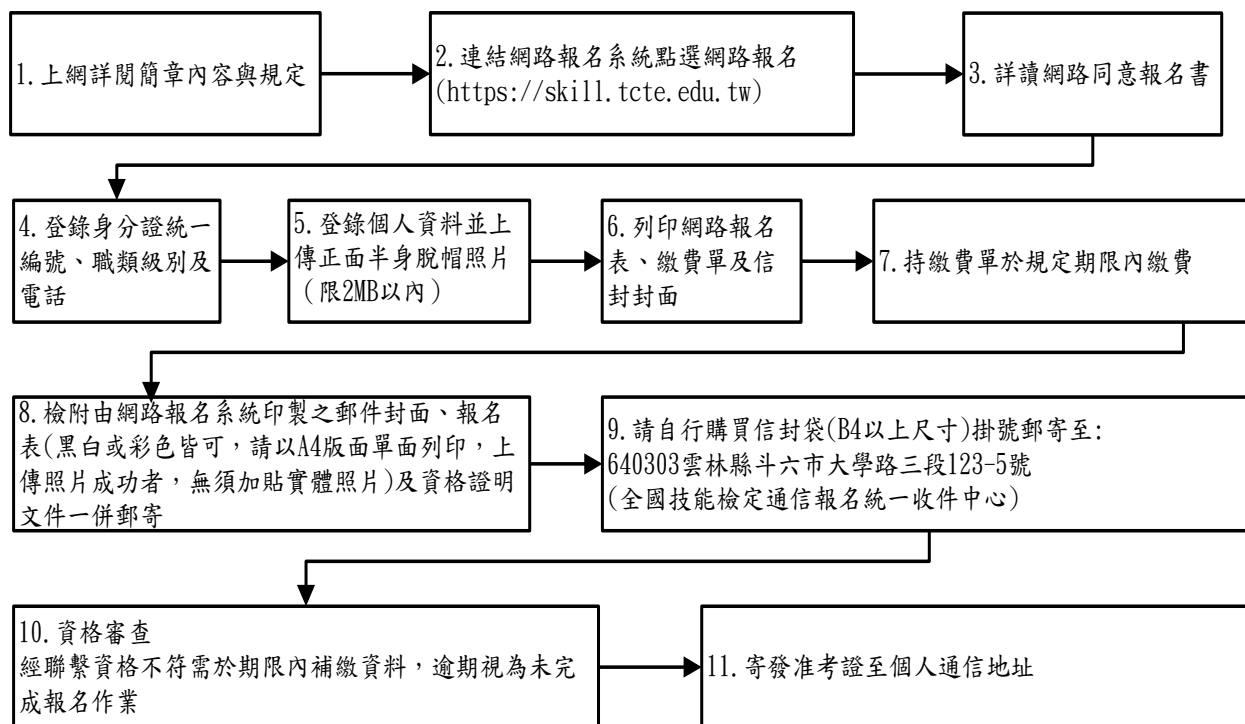 1.上網詳閱簡章內容與規定
2.連結網路報名系統點選網路報名
(https://skill.tcte.edu.tw)
3.詳讀網路同意報名書
4.登錄身分證統一
編號、職類級別及
電話
5.登錄個人資料並上
傳正面半身脫帽照片
（限2MB以內）
6.列印網路報名
表、繳費單及信
封封面
7.持繳費單於規定期限內繳費
8.檢附由網路報名系統印製之郵件封面、報名
表(黑白或彩色皆可，請以A4版面單面列印，上
傳照片成功者，無須加貼實體照片)及資格證明
文件一併郵寄
9.請自行購買信封袋(B4以上尺寸)掛號郵寄至:
640303雲林縣斗六市大學路三段123-5號
(全國技能檢定通信報名統一收件中心)
10.資格審查
經聯繫資格不符需於期限內補繳資料，逾期視為未完
成報名作業
11.寄發准考證至個人通信地址